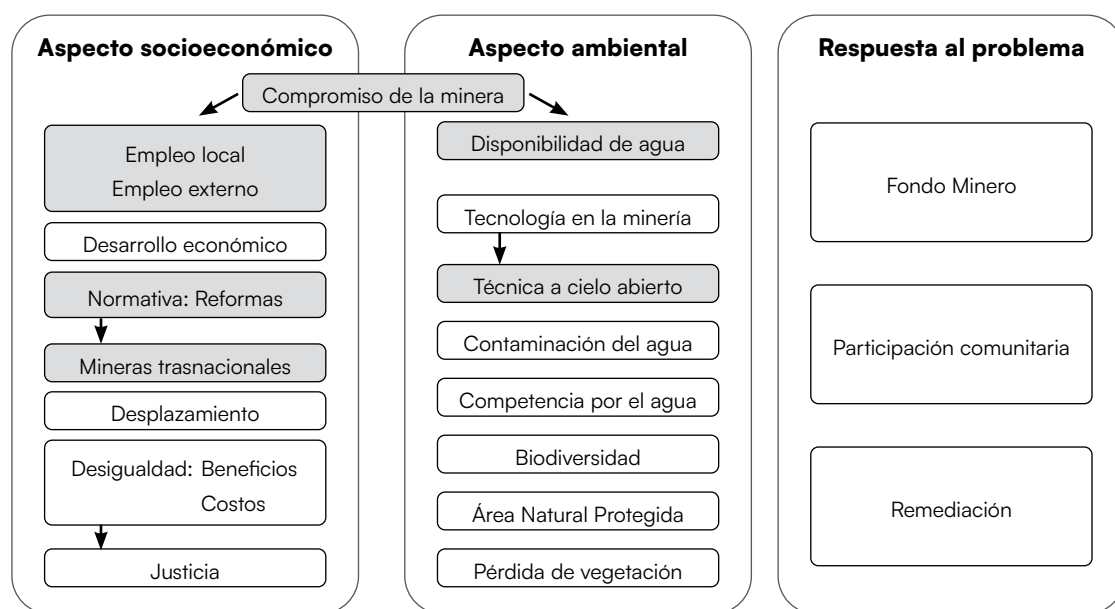 Aspecto socioeconómico
Aspecto ambiental
Respuesta al problema
Compromiso de la minera
Empleo local
Empleo externo
Desarrollo económico
Normativa: Reformas
Mineras trasnacionales
Desplazamiento
Desigualdad: Beneficios
Costos
Justicia
Disponibilidad de agua
Tecnología en la minería
Técnica a cielo abierto
Contaminación del agua
Competencia por el agua
Biodiversidad
Área Natural Protegida
Pérdida de vegetación
Fondo Minero
Participación comunitaria
Remediación